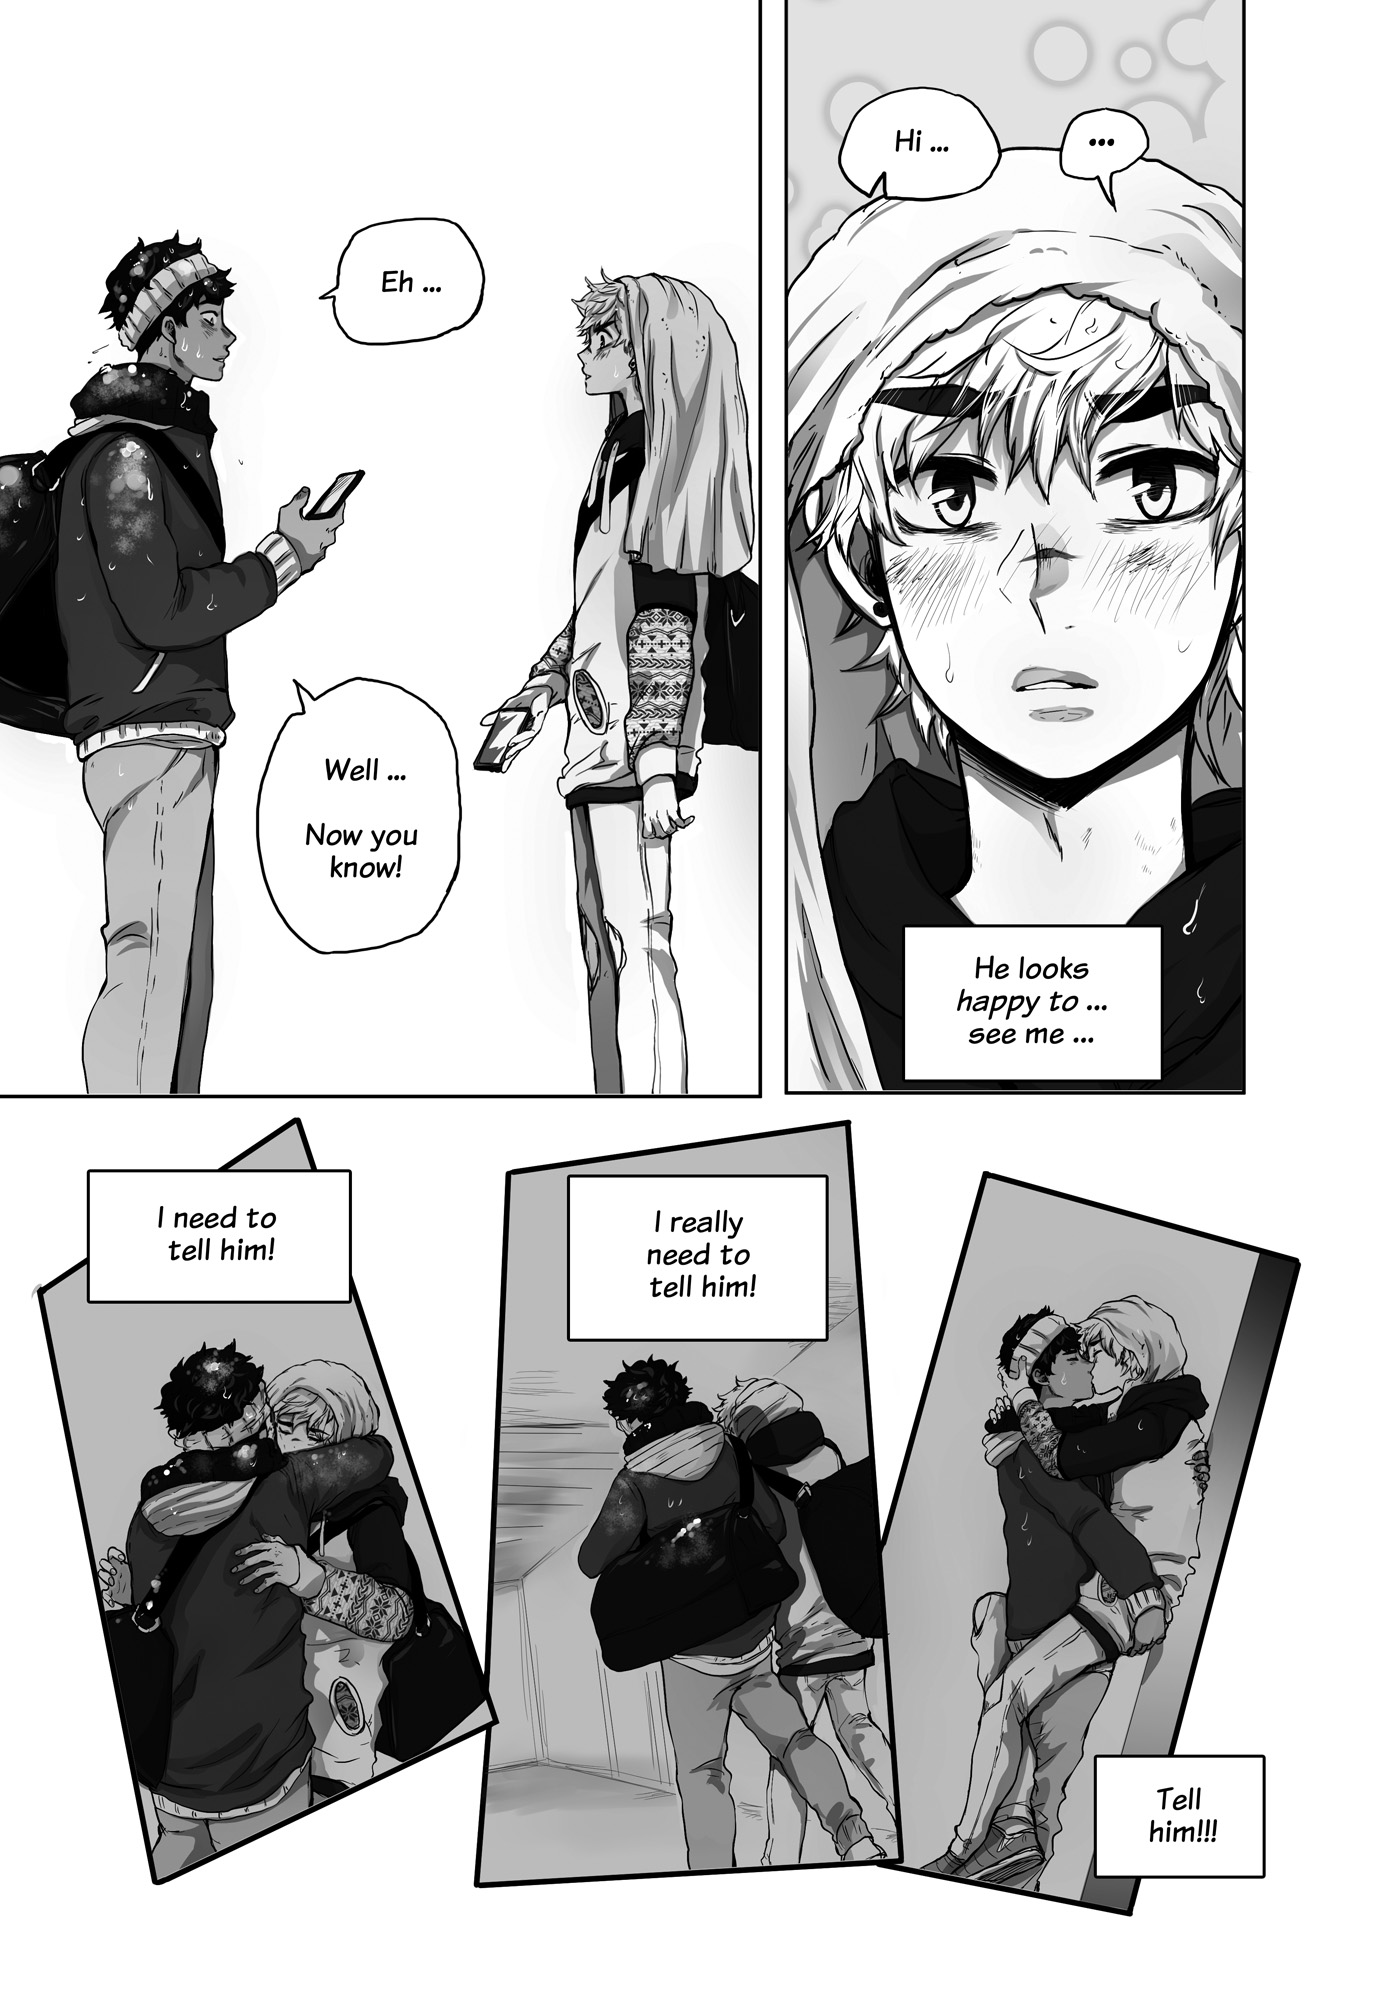 Eh ...
Well ...
Now you
know!
Hi ...
...
He looks
happy to ...
see me ...
I need to
tell him!
I really
need to
tell him!
Tell
him!!!